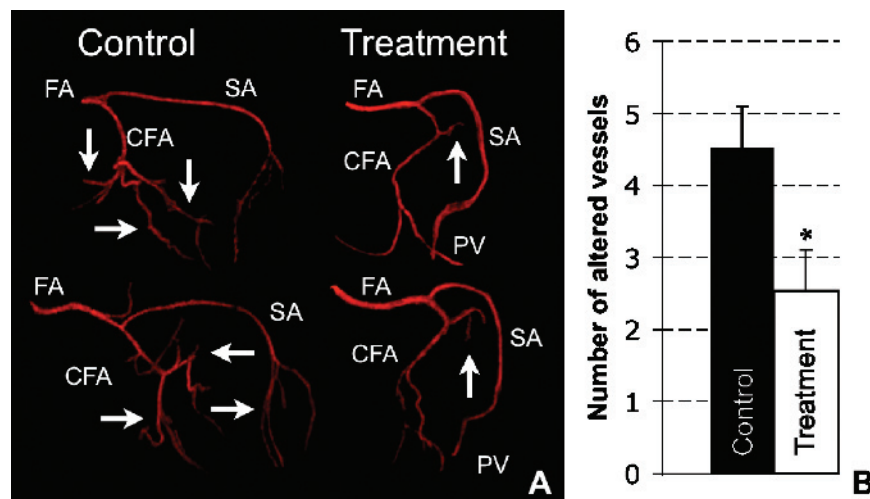 Control Treatment
FA SA FA
CFA CFA SA
PV
FA SA FA
CFA CFA SA
PV
A
Number of altered vessels
6
5
4
3
2
1
0
*
Control
Treatment
B